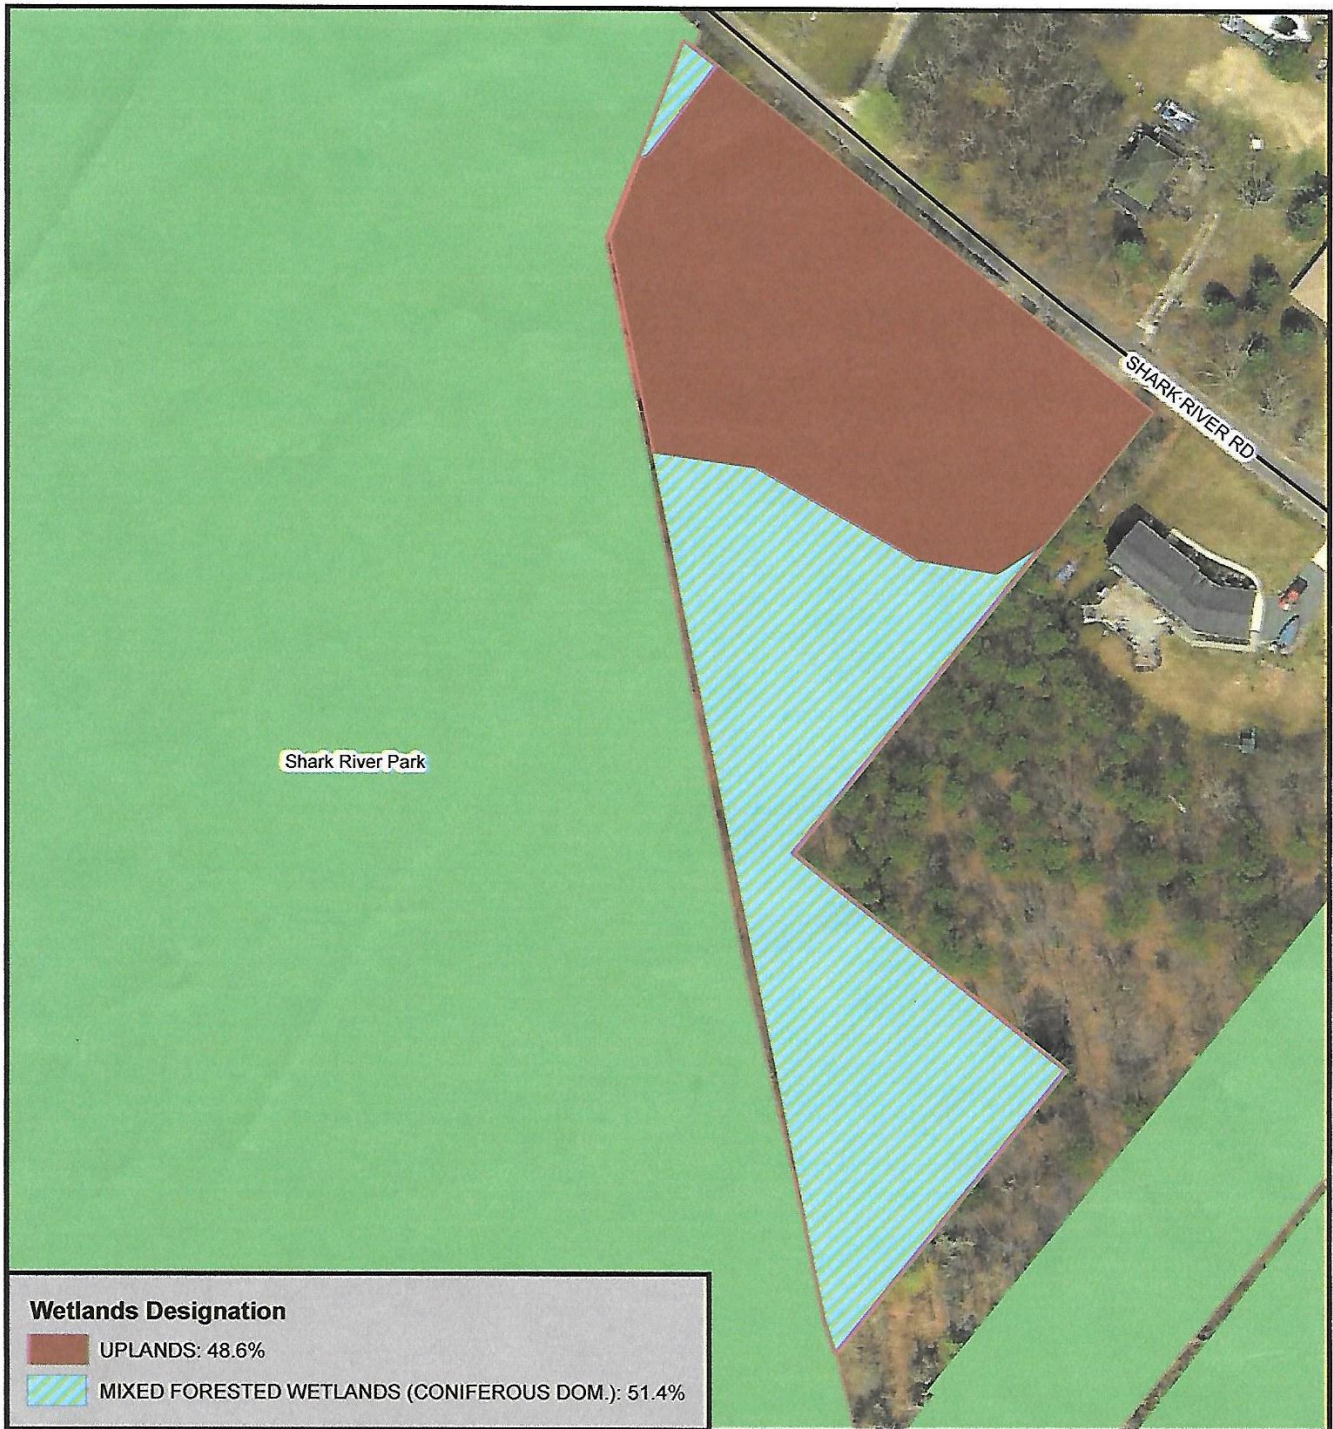 SHARK RIVER RD
Shark River Park
Wetlands Designation
UPLANDS: 48.6%
MIXED FORESTED WETLANDS (CONIFEROUS DOM.): 51.4%